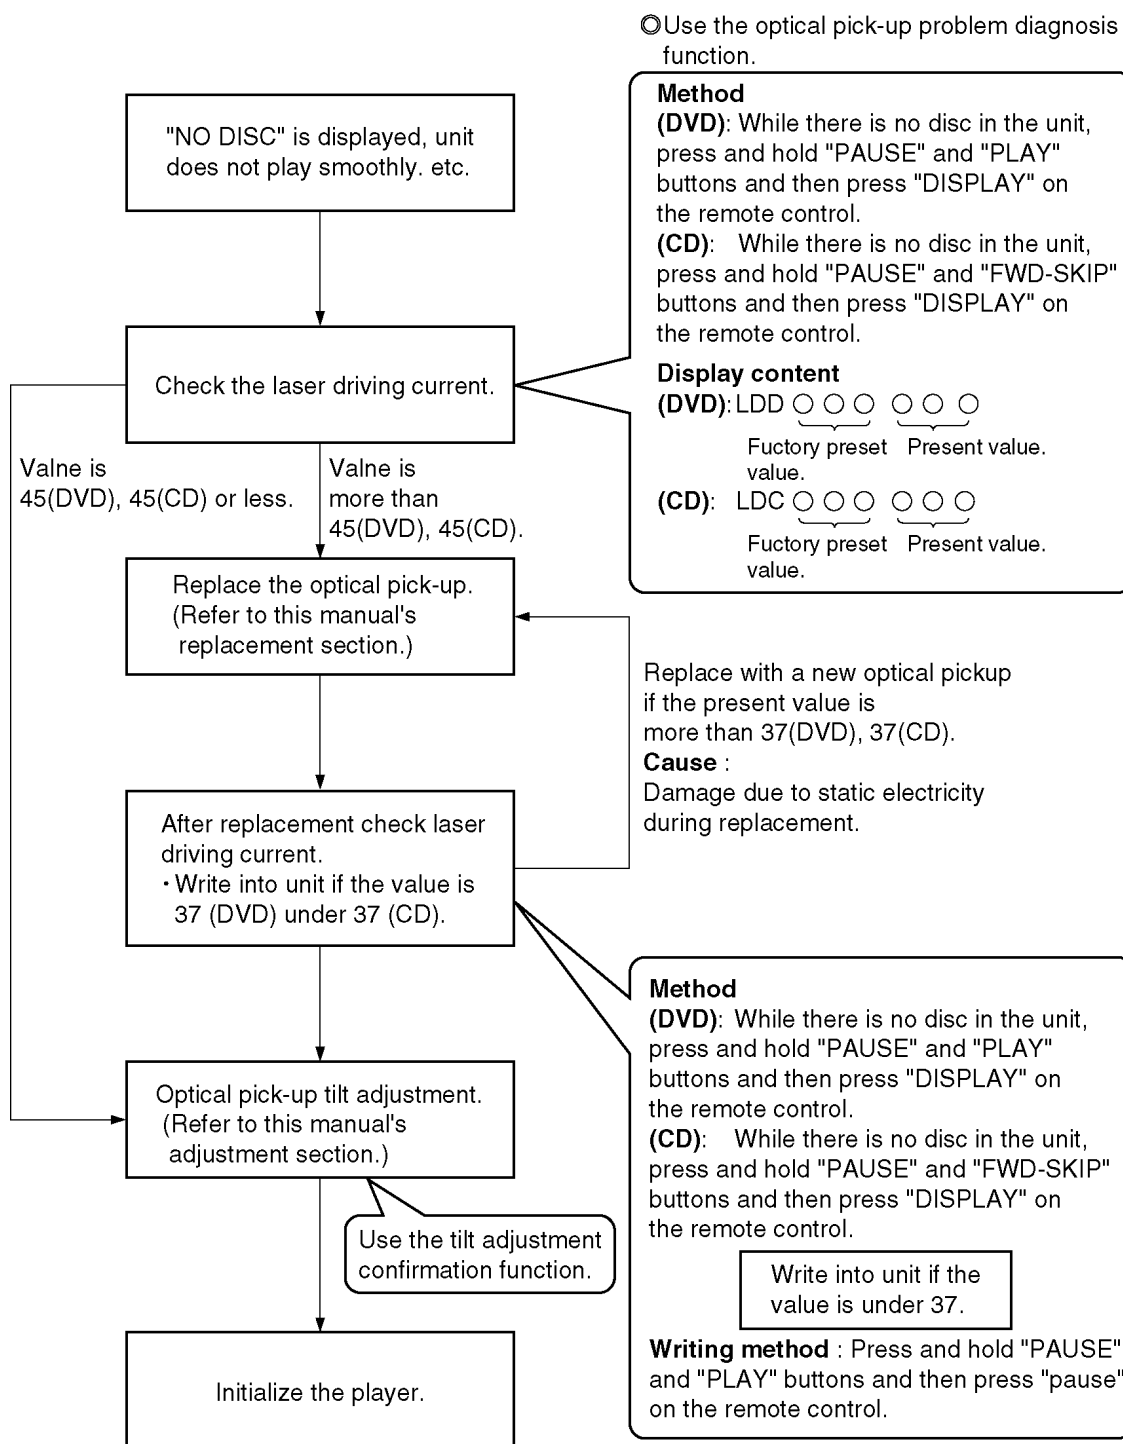 ◎Use the optical pick-up problem diagnosis
function.
Method
(DVD): While there is no disc in the unit,
press and hold "PAUSE" and "PLAY"
buttons and then press "DISPLAY" on
the remote control.
(CD): While there is no disc in the unit,
press and hold "PAUSE" and "FWD-SKIP"
buttons and then press "DISPLAY" on
the remote control.
Display content
(DVD): LDD ○ ○ ○ ○ ○ ○
Fuctory preset Present value.
value.
(CD): LDC ○ ○ ○ ○ ○ ○
Fuctory preset Present value.
value.
"NO DISC" is displayed, unit
does not play smoothly. etc.
Check the laser driving current.
Valne is
45(DVD), 45(CD) or less.
Valne is
more than
45(DVD), 45(CD).
Replace the optical pick-up.
(Refer to this manual's
replacement section.)
Replace with a new optical pickup
if the present value is
more than 37(DVD), 37(CD).
Cause :
Damage due to static electricity
during replacement.
After replacement check laser
driving current.
・Write into unit if the value is
37 (DVD) under 37 (CD).
Method
(DVD): While there is no disc in the unit,
press and hold "PAUSE" and "PLAY"
buttons and then press "DISPLAY" on
the remote control.
(CD): While there is no disc in the unit,
press and hold "PAUSE" and "FWD-SKIP"
buttons and then press "DISPLAY" on
the remote control.
Write into unit if the
value is under 37.
Writing method : Press and hold "PAUSE"
and "PLAY" buttons and then press "pause"
on the remote control.
Optical pick-up tilt adjustment.
(Refer to this manual's
adjustment section.)
Use the tilt adjustment
confirmation function.
Initialize the player.